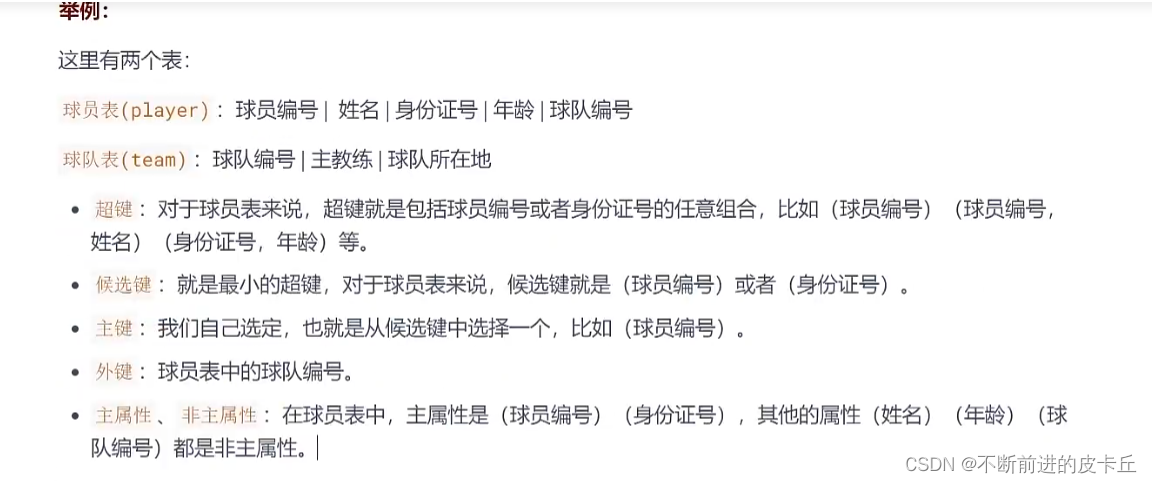 举例：
这里有两个表：
球员表(player)：球员编号 | 姓名 | 身份证号 | 年龄 | 球队编号
球队表(team)：球队编号 | 主教练 | 球队所在地
• 超键：对于球员表来说，超键就是包括球员编号或者身份证号的任意组合，比如（球员编号）（球员编号，
姓名）（身份证号，年龄）等。
• 候选键：就是最小的超键，对于球员表来说，候选键就是（球员编号）或者（身份证号）。
• 主键：我们自己选定，也就是从候选键中选择一个，比如（球员编号）。
• 外键：球员表中的球队编号。
• 主属性、非主属性：在球员表中，主属性是（球员编号）（身份证号），其他的属性（姓名）（年龄）（球
队编号）都是非主属性。
CSDN @不断前进的皮卡丘